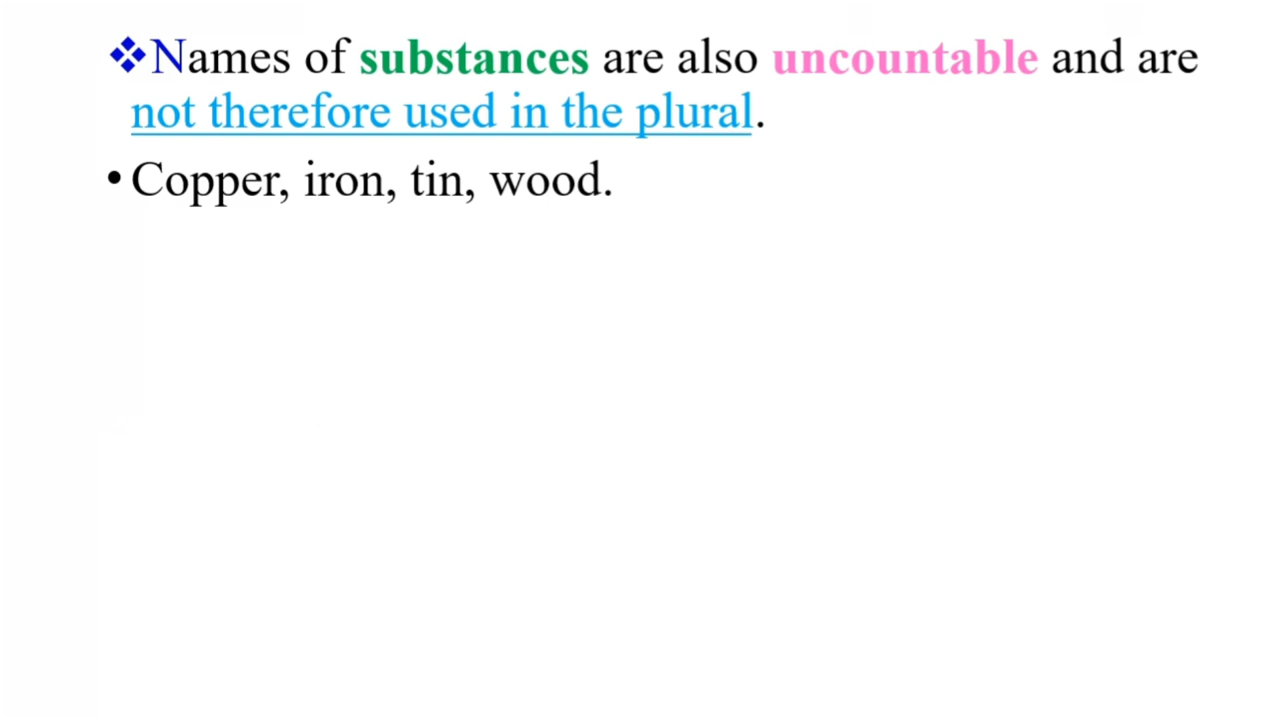 ❖Names of substances are also uncountable and are
not therefore used in the plural.
•Copper, iron, tin, wood.